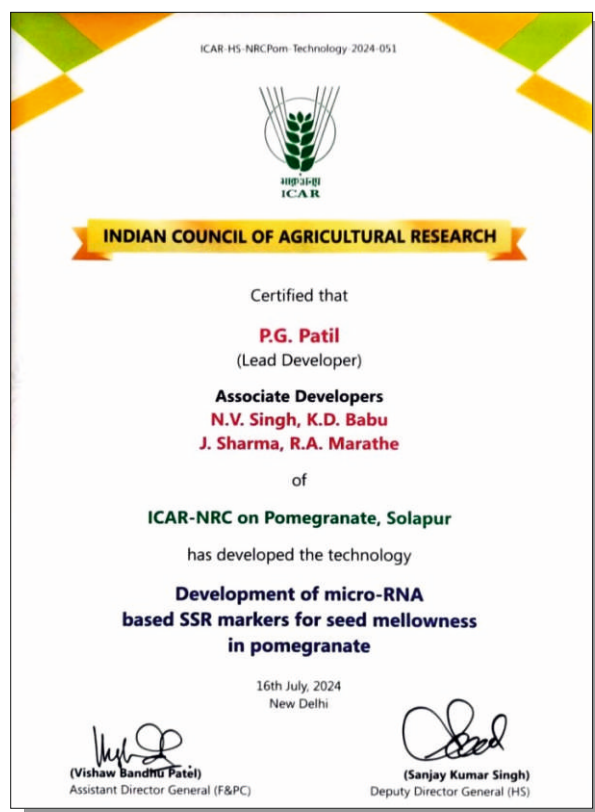 ICAR-HS-NRCPom-Technology-2024-051
भाकृअनुप
ICAR
INDIAN COUNCIL OF AGRICULTURAL RESEARCH
Certified that
P.G. Patil
(Lead Developer)
Associate Developers
N.V. Singh, K.D. Babu
J. Sharma, R.A. Marathe
of
ICAR-NRC on Pomegranate, Solapur
has developed the technology
Development of micro-RNA
based SSR markers for seed mellowness
in pomegranate
16th July, 2024
New Delhi
(Vishaw Bandhu Patel)
Assistant Director General (F&PC)
(Sanjay Kumar Singh)
Deputy Director General (HS)